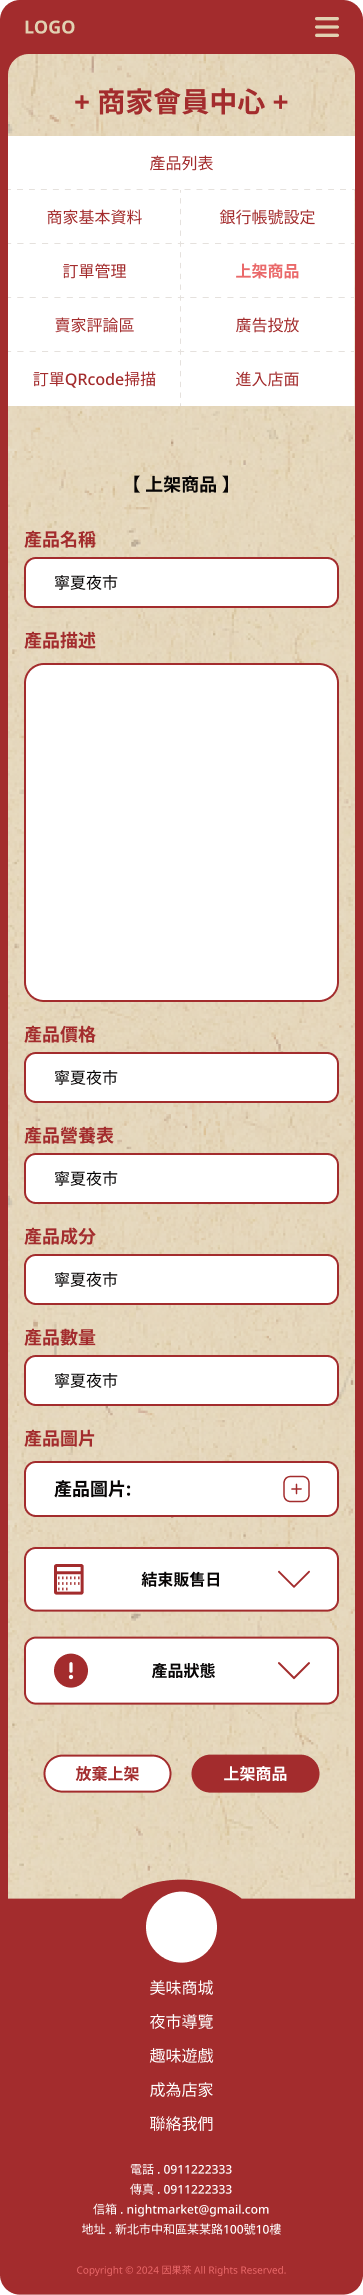 LOGO
+ 商家會員中心 +
產品列表
商家基本資料 銀行帳號設定
訂單管理 上架商品
賣家評論區 廣告投放
訂單QRcode掃描 進入店面
【 上架商品 】
產品名稱
寧夏夜市
產品描述
產品價格
寧夏夜市
產品營養表
寧夏夜市
產品成分
寧夏夜市
產品數量
寧夏夜市
產品圖片
產品圖片:
結束販售日
產品狀態
放棄上架 上架商品
美味商城
夜市導覽
趣味遊戲
成為店家
聯絡我們
電話 . 0911222333
傳真 . 0911222333
信箱 . nightmarket@gmail.com
地址 . 新北市中和區某某路100號10樓
Copyright © 2024 因果茶 All Rights Reserved.